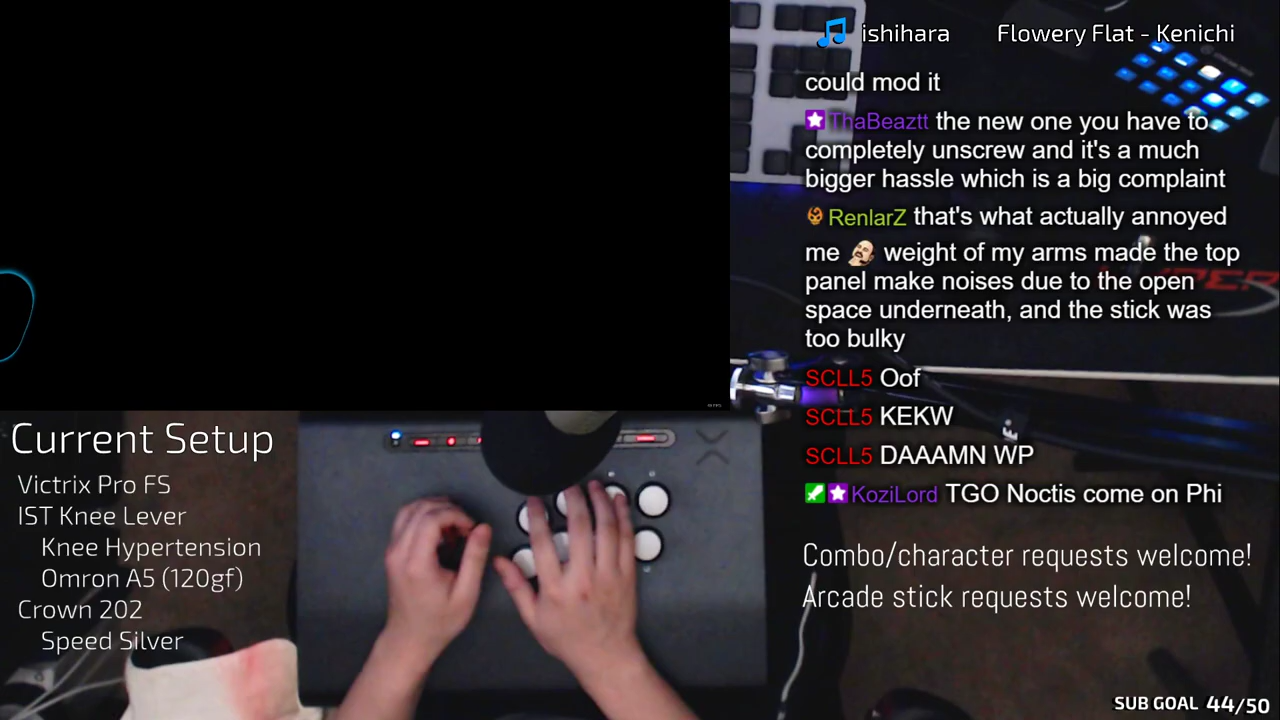 ishihara Flowery Flat - Kenichi
could mod it
ThaBeaztt the new one you have to
completely unscrew and it's a much
bigger hassle which is a big complaint
RenlarZ that's what actually annoyed
me weight of my arms made the top
panel make noises due to the open
space underneath, and the stick was
too bulky
SCLL5 Oof
SCLL5 KEKW
SCLL5 DAAAMN WP
KoziLord TGO Noctis come on Phi
Combo/character requests welcome!
Arcade stick requests welcome!
SUB GOAL 44/50
Current Setup
Victrix Pro FS
IST Knee Lever
Knee Hypertension
Omron A5 (120gf)
Crown 202
Speed Silver